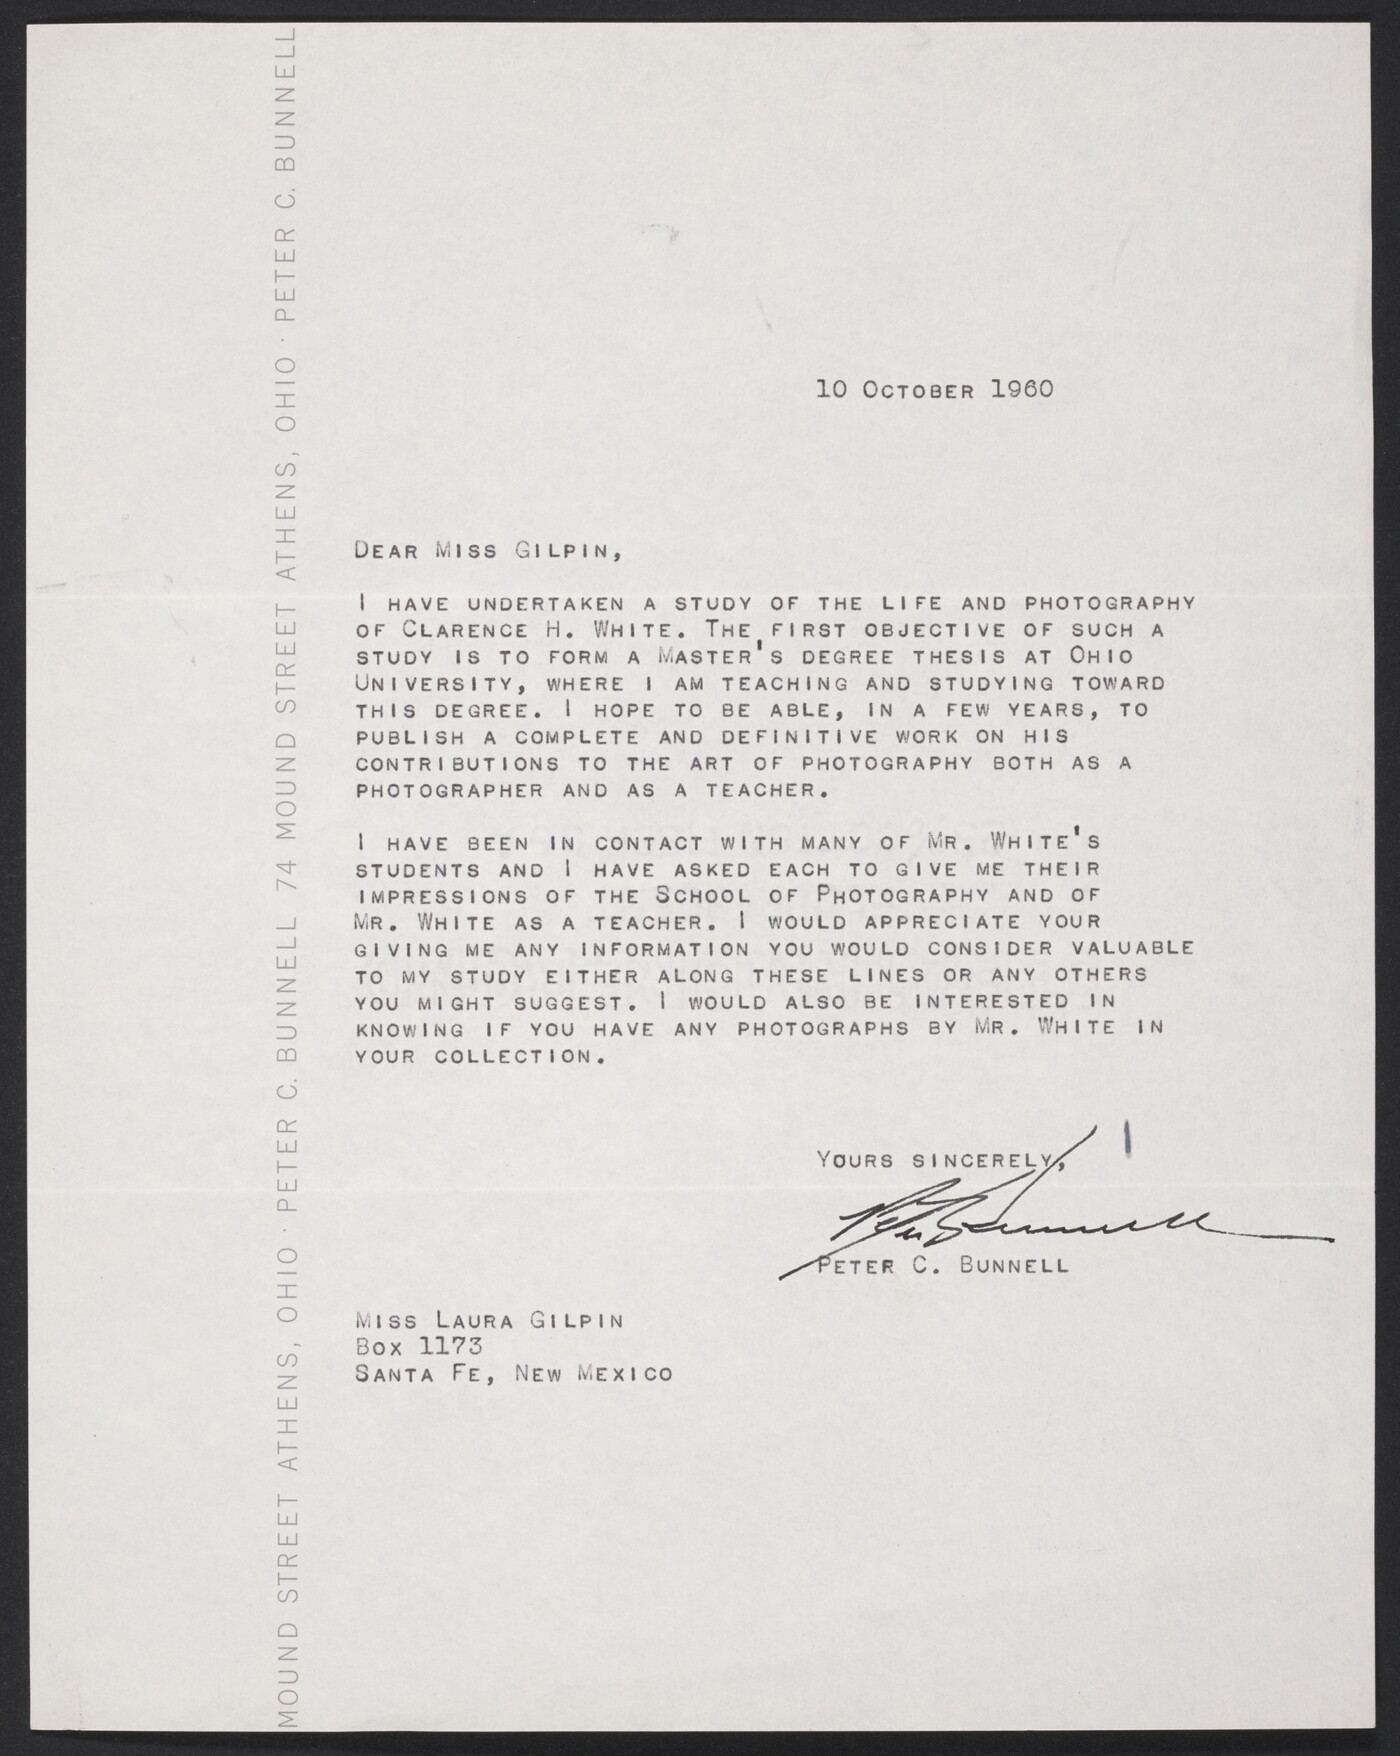 MOUND STREET ATHENS, OHIO · PETER C. BUNNELL 74 MOUND STREET ATHENS, OHIO · PETER C. BUNNELL
10 October 1960
Dear Miss Gilpin,
I have undertaken a study of the life and photography
of Clarence H. White. The first objective of such a
study is to form a Master's degree thesis at Ohio
University, where I am teaching and studying toward
this degree. I hope to be able, in a few years, to
publish a complete and definitive work on his
contributions to the art of photography both as a
photographer and as a teacher.
I have been in contact with many of Mr. White's
students and I have asked each to give me their
impressions of the School of Photography and of
Mr. White as a teacher. I would appreciate your
giving me any information you would consider valuable
to my study either along these lines or any others
you might suggest. I would also be interested in
knowing if you have any photographs by Mr. White in
your collection.
Yours sincerely,
Peter Bunnell
Peter C. Bunnell
Miss Laura Gilpin
Box 1173
Santa Fe, New Mexico